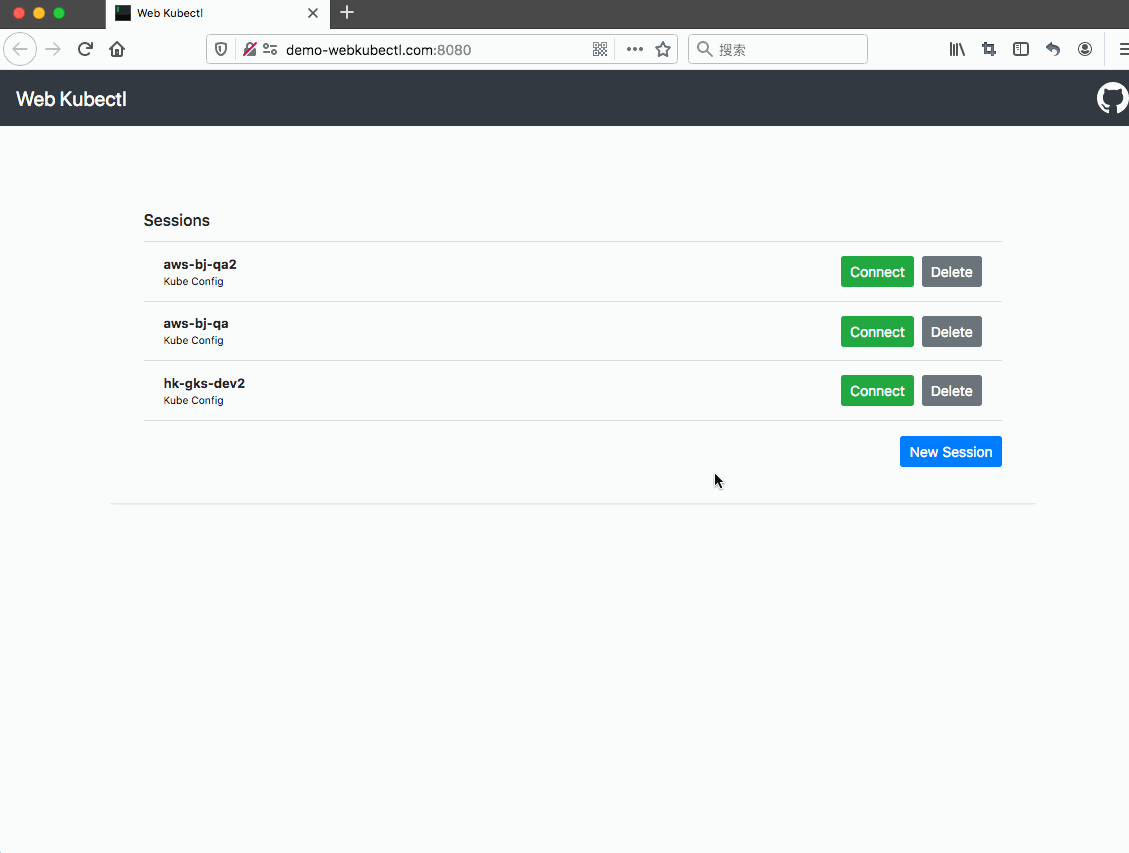 Web Kubectl
demo-webkubectl.com:8080
搜索
Web Kubectl
Sessions
aws-bj-qa2
Kube Config
Connect Delete
aws-bj-qa
Kube Config
Connect Delete
hk-gks-dev2
Kube Config
Connect Delete
New Session